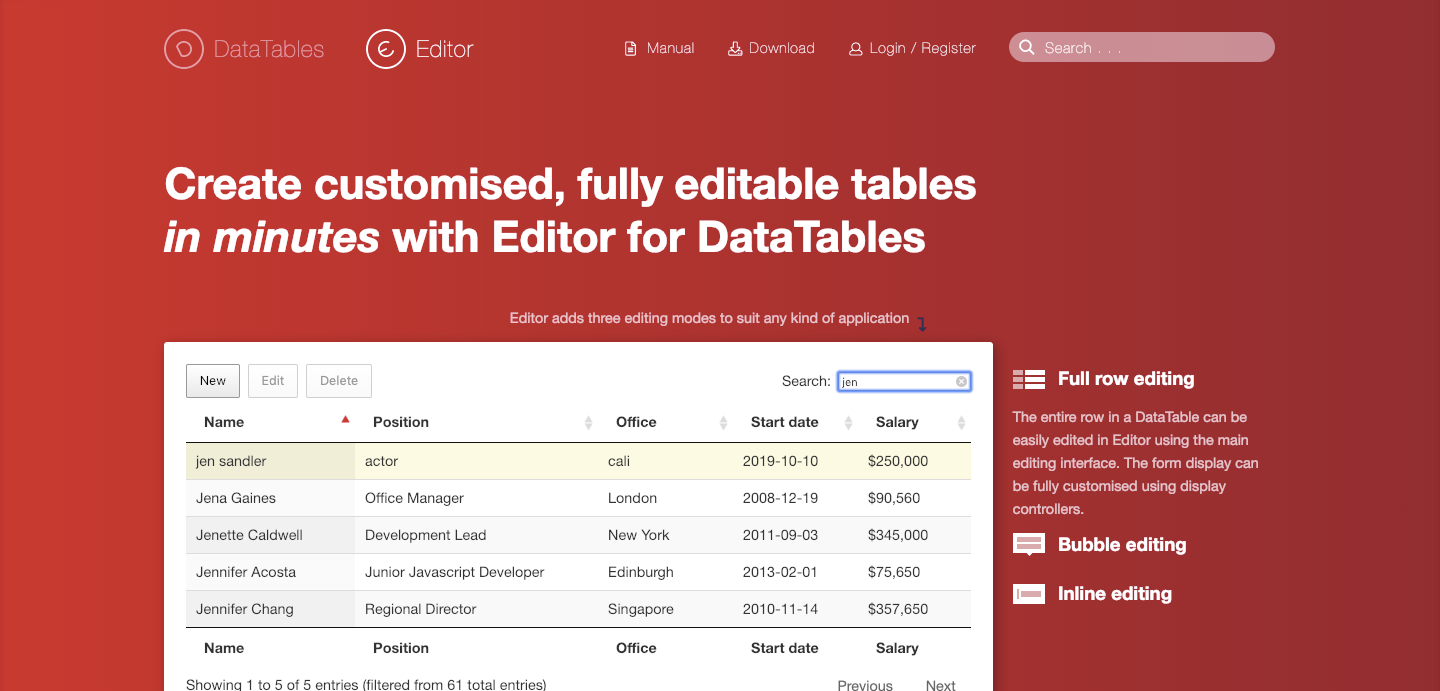 DataTables Editor Manual Download Login / Register Search . . .
Create customised, fully editable tables
in minutes with Editor for DataTables
Editor adds three editing modes to suit any kind of application
New Edit Delete Search: jen
Name Position Office Start date Salary
jen sandler actor cali 2019-10-10 $250,000
Jena Gaines Office Manager London 2008-12-19 $90,560
Jenette Caldwell Development Lead New York 2011-09-03 $345,000
Jennifer Acosta Junior Javascript Developer Edinburgh 2013-02-01 $75,650
Jennifer Chang Regional Director Singapore 2010-11-14 $357,650
Name Position Office Start date Salary
Showing 1 to 5 of 5 entries (filtered from 61 total entries) Previous Next
Full row editing
The entire row in a DataTable can be
easily edited in Editor using the main
editing interface. The form display can
be fully customised using display
controllers.
Bubble editing
Inline editing